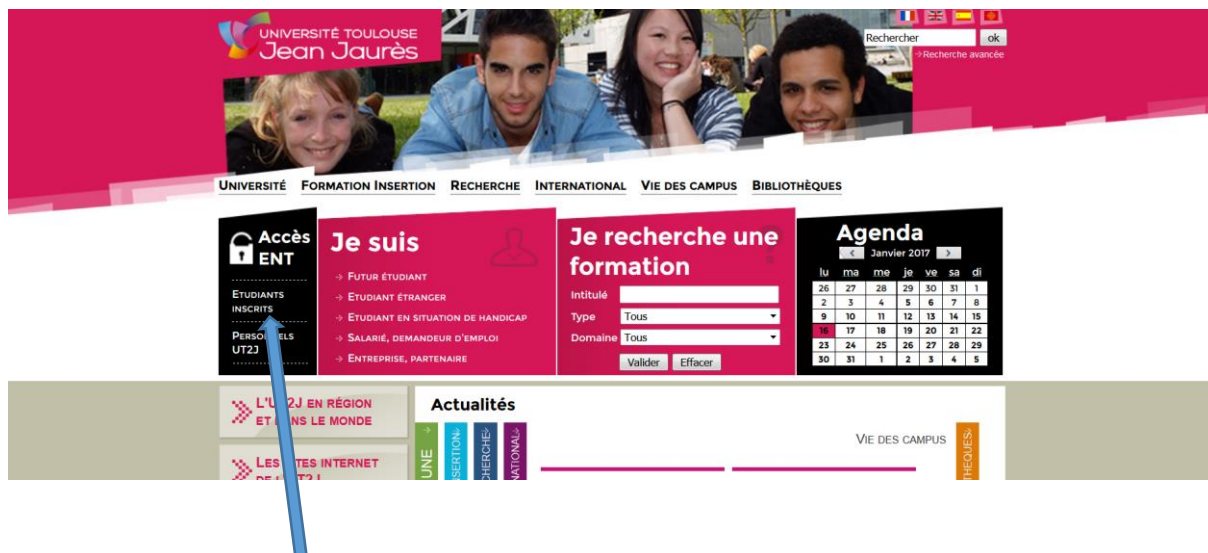 UNIVERSITÉ TOULOUSE
Jean Jaurès
Rechercher ok
→Recherche avancée
UNIVERSITÉ FORMATION INSERTION RECHERCHE INTERNATIONAL VIE DES CAMPUS BIBLIOTHÈQUES
Accès
ENT
ETUDIANTS
INSCRITS
UT2J
Je suis
→ FUTUR ÉTUDIANT
→ ETUDIANT ÉTRANGER
→ ETUDIANT EN SITUATION DE HANDICAP
→ SALARIÉ, DEMANDEUR D'EMPLOI
→ ENTREPRISE, PARTENAIRE
Je recherche une
formation
Intitulé
Type Tous
Domaine Tous
Valider Effacer
Agenda
< Janvier 2017 >
lu ma me je ve sa di
26 27 28 29 30 31 1
2 3 4 5 6 7 8
9 10 11 12 13 14 15
16 17 18 19 20 21 22
23 24 25 26 27 28 29
30 31 1 2 3 4 5
EN RÉGION
ET LE MONDE
LES INTERNET
Actualités
UNE
VIE DES CAMPUS